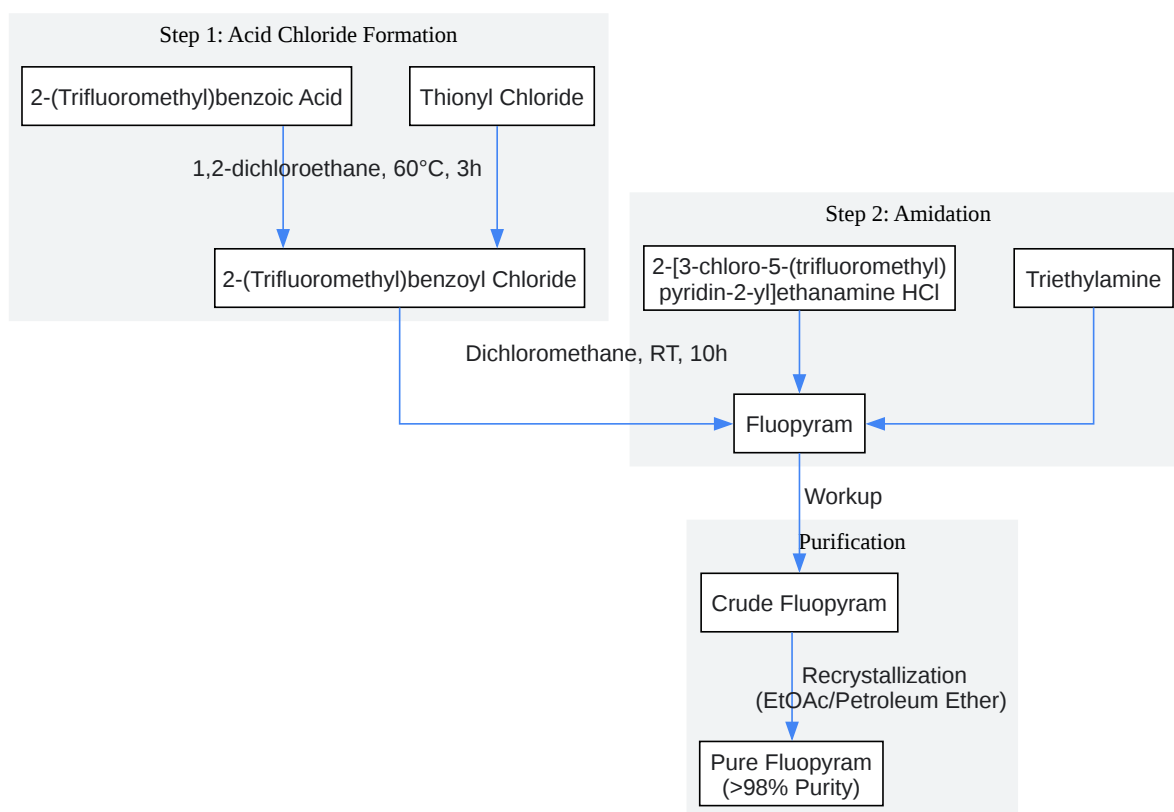 Step 1: Acid Chloride Formation
2-(Trifluoromethyl)benzoic Acid
Thionyl Chloride
1,2-dichloroethane, 60°C, 3h
2-(Trifluoromethyl)benzoyl Chloride
Step 2: Amidation
2-[3-chloro-5-(trifluoromethyl)
pyridin-2-yl]ethanamine HCl
Triethylamine
Dichloromethane, RT, 10h
Fluopyram
Workup
Purification
Crude Fluopyram
Recrystallization
(EtOAc/Petroleum Ether)
Pure Fluopyram
(>98% Purity)